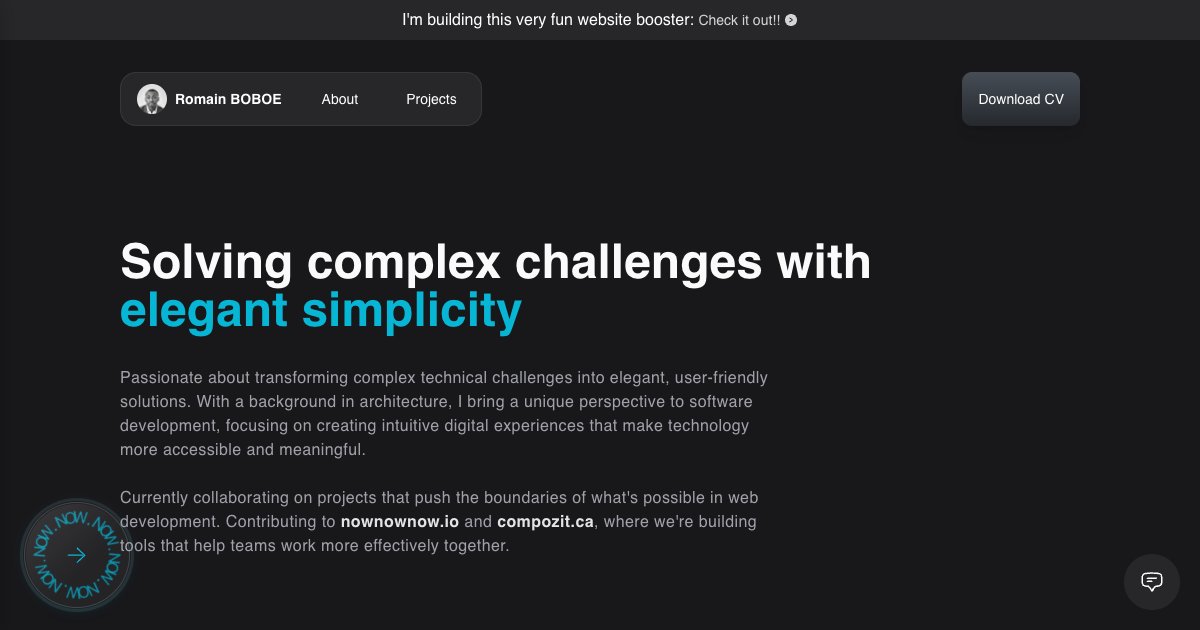 I'm building this very fun website booster: Check it out!!
Romain BOBOE About Projects Download CV
Solving complex challenges with
elegant simplicity
Passionate about transforming complex technical challenges into elegant, user-friendly
solutions. With a background in architecture, I bring a unique perspective to software
development, focusing on creating intuitive digital experiences that make technology
more accessible and meaningful.
Currently collaborating on projects that push the boundaries of what's possible in web
development. Contributing to nownownow.io and compozit.ca, where we're building
tools that help teams work more effectively together.
NOW.NOW.NOW.NOW.NOW.NOW.